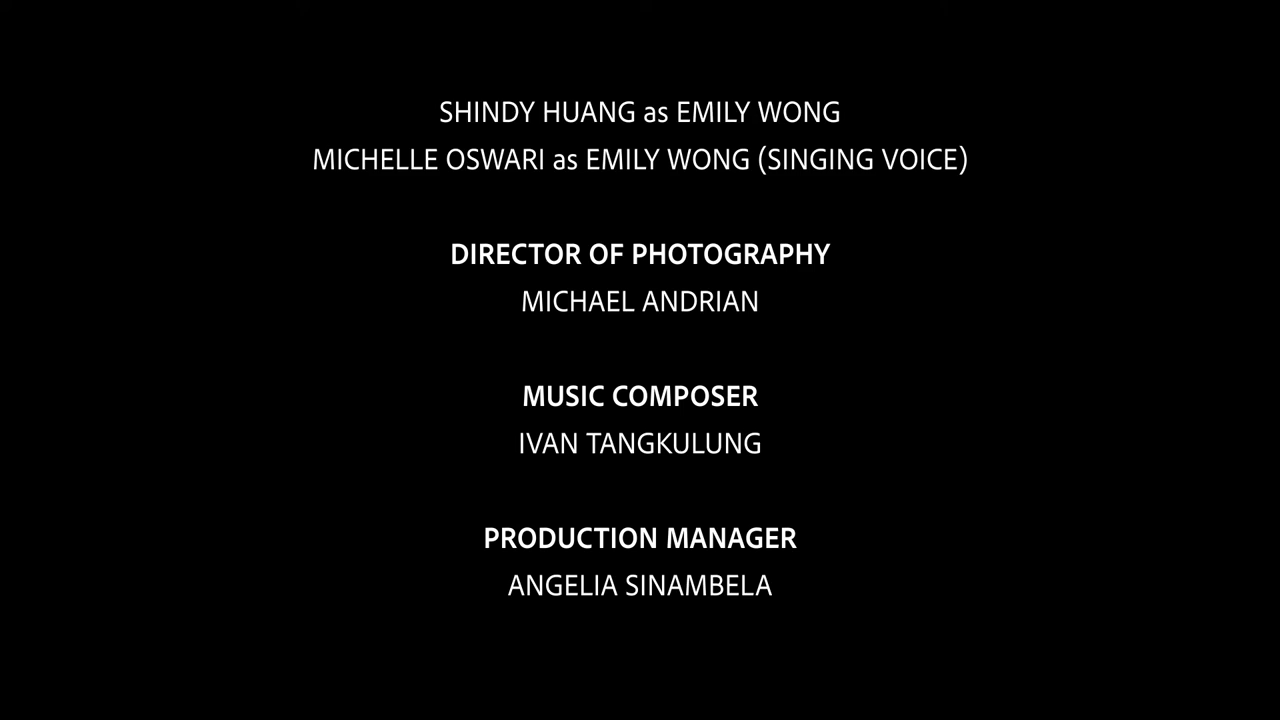 SHINDY HUANG as EMILY WONG
MICHELLE OSWARI as EMILY WONG (SINGING VOICE)
DIRECTOR OF PHOTOGRAPHY
MICHAEL ANDRIAN
MUSIC COMPOSER
IVAN TANGKULUNG
PRODUCTION MANAGER
ANGELIA SINAMBELA